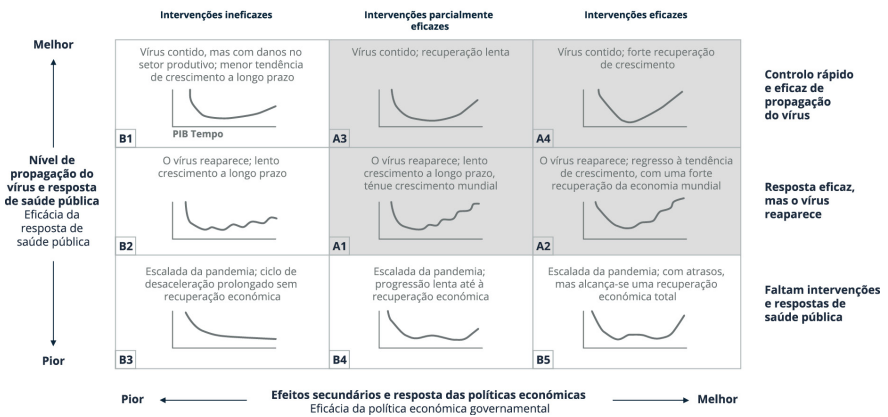 Intervenções ineficazes
Intervenções parcialmente
eficazes
Intervenções eficazes
Melhor
Nível de
propagação do
vírus e resposta
de saúde pública
Eficácia da
resposta de
saúde pública
Pior
Vírus contido, mas com danos no
setor produtivo; menor tendência
de crescimento a longo prazo
PIB Tempo
B1
Vírus contido; recuperação lenta
A3
Vírus contido; forte recuperação
de crescimento
A4
Controlo rápido
e eficaz de
propagação
do vírus
O vírus reaparece; lento
crescimento a longo prazo
B2
O vírus reaparece; lento
crescimento a longo prazo,
ténue crescimento mundial
A1
O vírus reaparece; regresso à tendência
de crescimento, com uma forte
recuperação da economia mundial
A2
Resposta eficaz,
mas o vírus
reaparece
Escalada da pandemia; ciclo de
desaceleração prolongado sem
recuperação económica
B3
Escalada da pandemia;
progressão lenta até à
recuperação económica
B4
Escalada da pandemia; com atrasos,
mas alcança-se uma recuperação
económica total
B5
Faltam intervenções
e respostas de
saúde pública
Pior
Efeitos secundários e resposta das políticas económicas
Eficácia da política económica governamental
Melhor